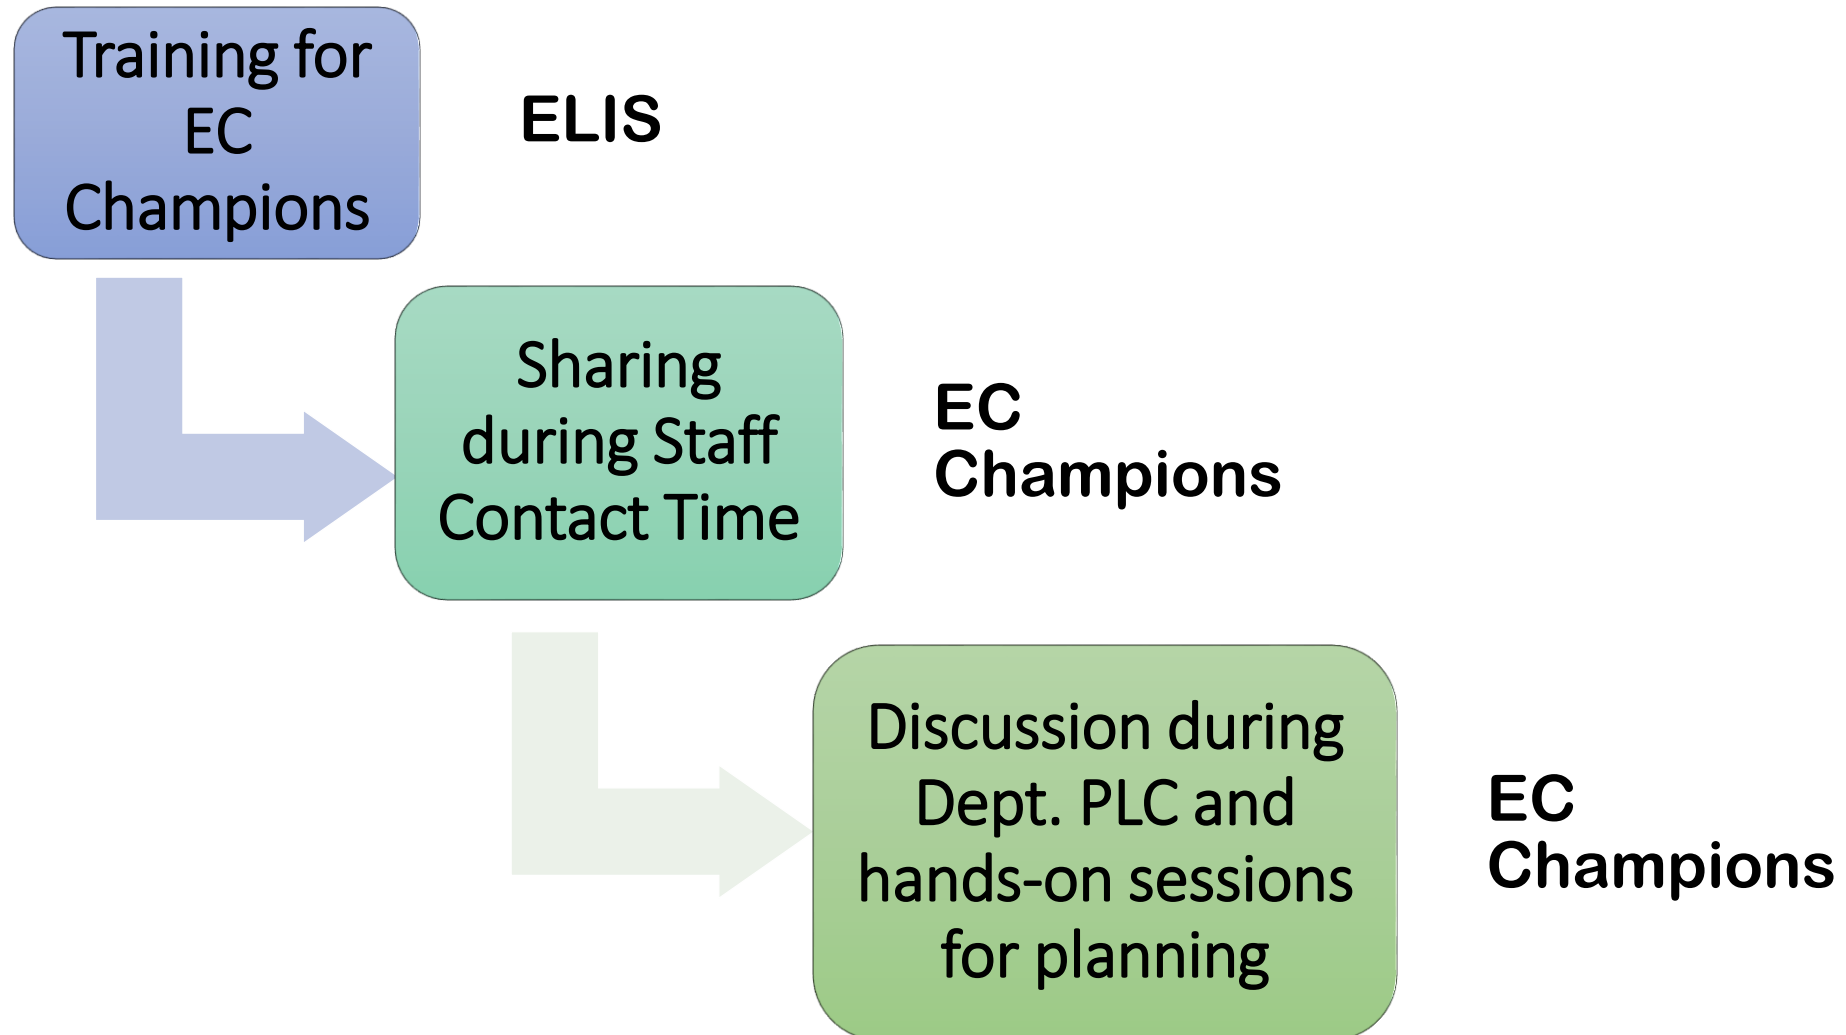 Training for
EC
Champions
ELIS
Sharing
during Staff
Contact Time
EC
Champions
Discussion during
Dept. PLC and
hands-on sessions
for planning
EC
Champions